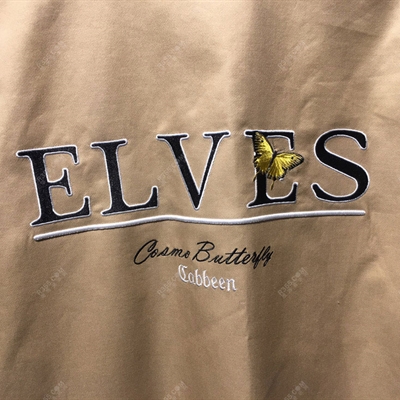 ELVES
Cosmo Butterfly
Cabbeen